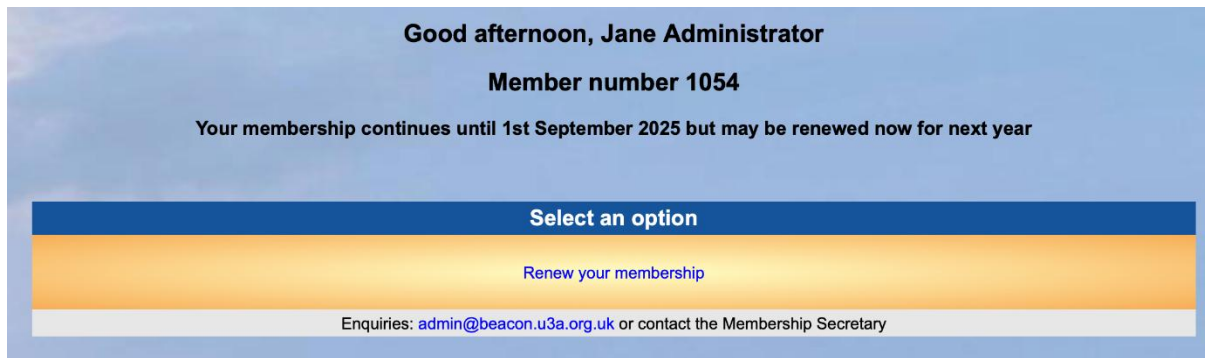 Good afternoon, Jane Administrator
Member number 1054
Your membership continues until 1st September 2025 but may be renewed now for next year
Select an option
Renew your membership
Enquiries: admin@beacon.u3a.org.uk or contact the Membership Secretary